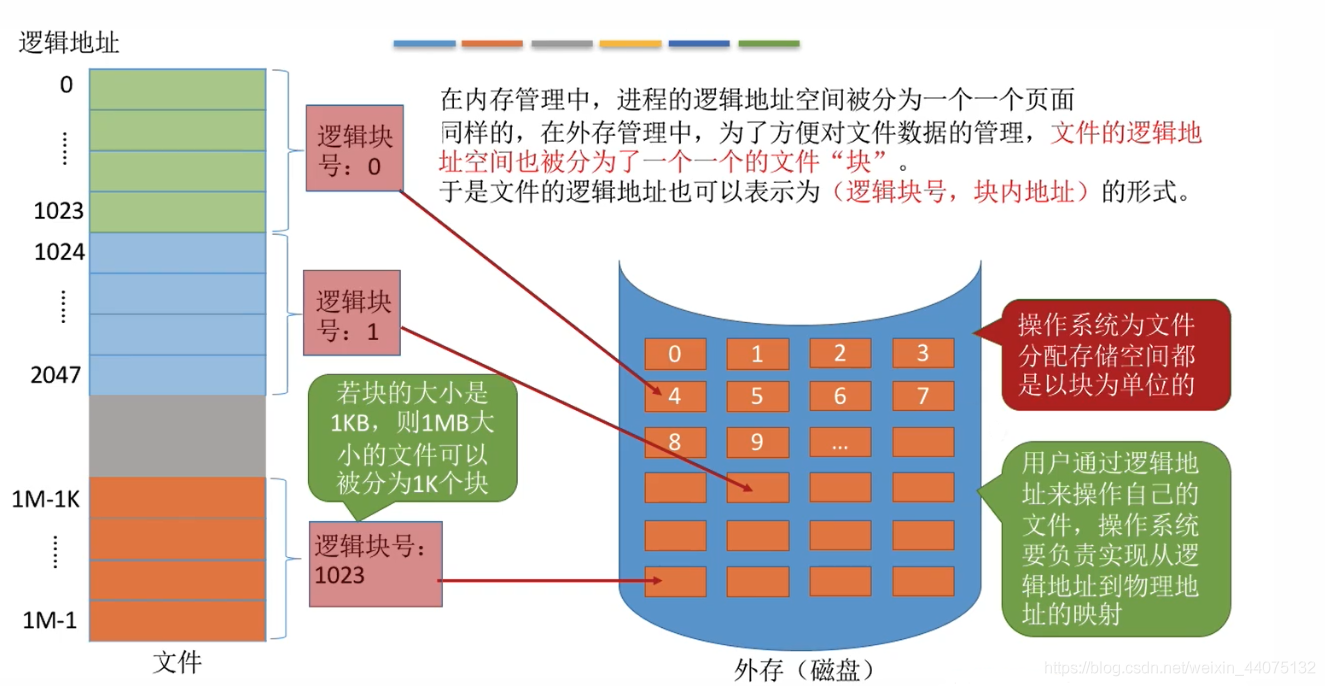 逻辑地址
0
……
1023
1024
……
2047
1M-1K
……
1M-1
文件
逻辑块
号：0
逻辑块
号：1
若块的大小是
1KB，则1MB大
小的文件可以
被分为1K个块
逻辑块号：
1023
在内存管理中，进程的逻辑地址空间被分为一个一个页面
同样的，在外存管理中，为了方便对文件数据的管理，文件的逻辑地
址空间也被分为了一个一个的文件“块”。
于是文件的逻辑地址也可以表示为（逻辑块号，块内地址）的形式。
0 1 2 3
4 5 6 7
8 9 ...
外存（磁盘）
操作系统为文件
分配存储空间都
是以块为单位的
用户通过逻辑地
址来操作自己的
文件，操作系统
要负责实现从逻
辑地址到物理地
址的映射
https://blog.csdn.net/weixin_44075132